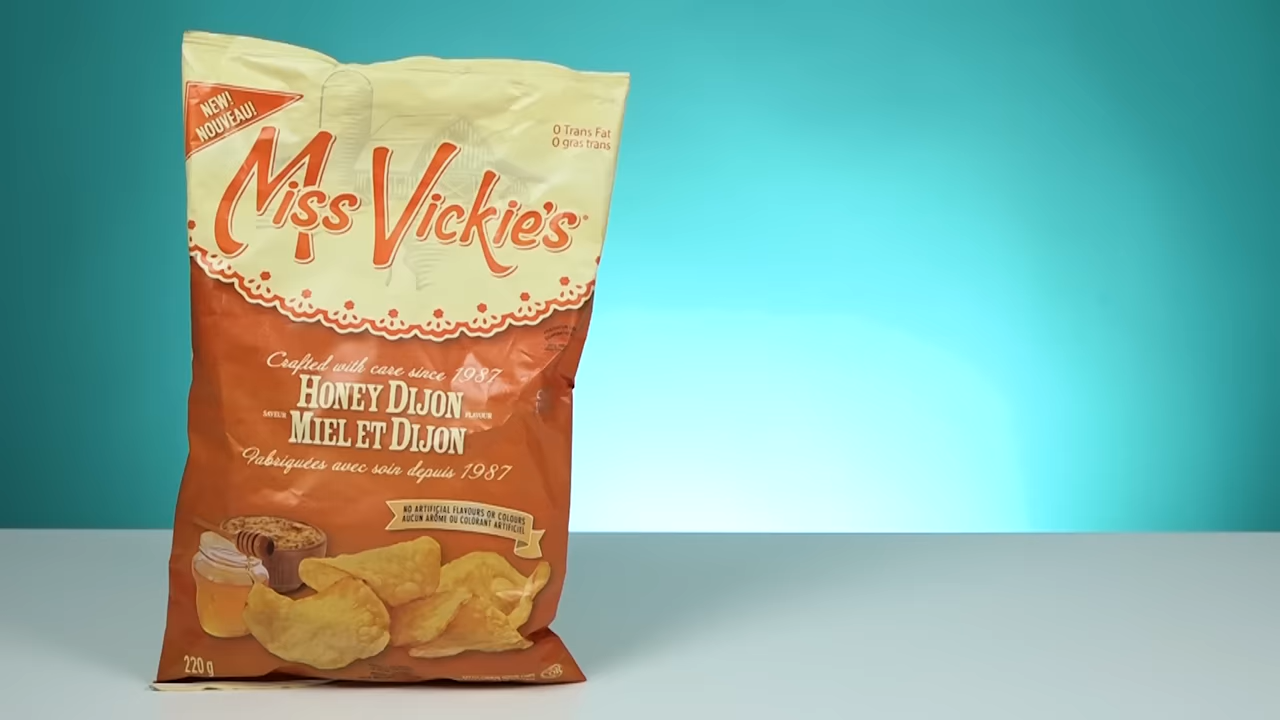 NEW!
NOUVEAU!
0 Trans Fat
0 gras trans
Miss Vickie's
Crafted with care since 1987
HONEY DIJON
SAVEUR FLAVOUR
MIEL ET DIJON
Fabriquées avec soin depuis 1987
NO ARTIFICIAL FLAVOURS OR COLOURS
AUCUN ARÔME OU COLORANT ARTIFICIEL
220 g